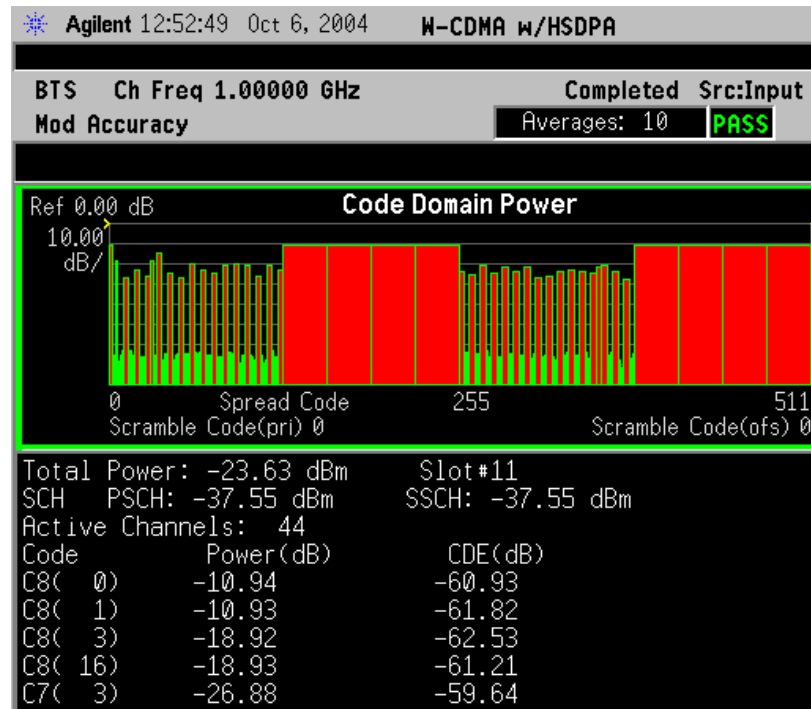 Agilent 12:52:49 Oct 6, 2004 W-CDMA w/HSDPA
BTS Ch Freq 1.00000 GHz Completed Src:Input
Mod Accuracy Averages: 10 PASS
Ref 0.00 dB Code Domain Power
10.00
dB/
0 Spread Code 255 511
Scramble Code(pri) 0 Scramble Code(ofs) 0
Total Power: -23.63 dBm Slot#11
SCH PSCH: -37.55 dBm SSCH: -37.55 dBm
Active Channels: 44
Code Power(dB) CDE(dB)
C8( 0) -10.94 -60.93
C8( 1) -10.93 -61.82
C8( 3) -18.92 -62.53
C8( 16) -18.93 -61.21
C7( 3) -26.88 -59.64